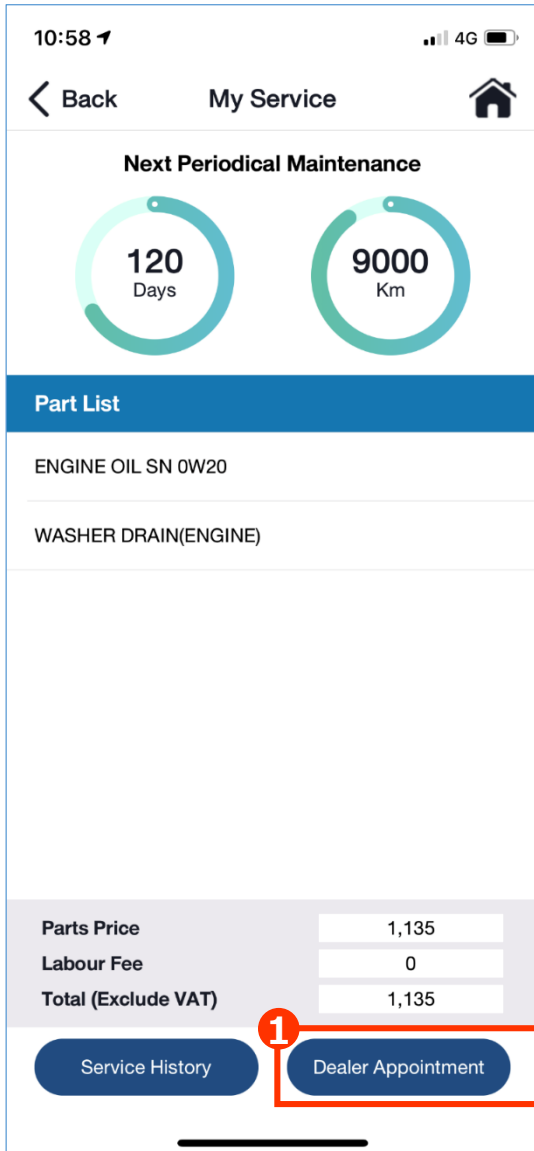 10:58 4G
Back My Service
Next Periodical Maintenance
120 9000
Days Km
Part List
ENGINE OIL SN 0W20
WASHER DRAIN(ENGINE)
Parts Price 1,135
Labour Fee 0
Total (Exclude VAT) 1,135
1
Service History Dealer Appointment